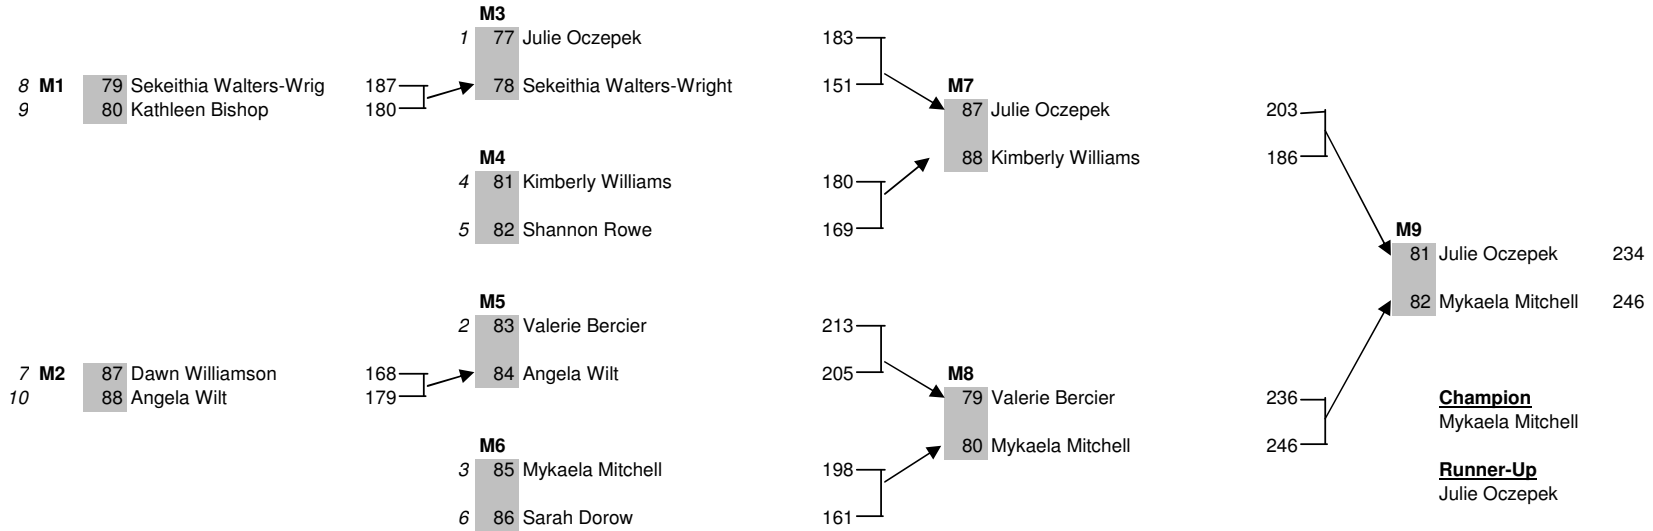 M3
1 77 Julie Oczepek 183
8 M1 79 Sekeithia Walters-Wrig 187 78 Sekeithia Walters-Wright 151 M7
9 80 Kathleen Bishop 180 87 Julie Oczepek 203
M4 88 Kimberly Williams 186
4 81 Kimberly Williams 180
5 82 Shannon Rowe 169 M9
81 Julie Oczepek 234
M5 82 Mykaela Mitchell 246
2 83 Valerie Bercier 213
7 M2 87 Dawn Williamson 168 84 Angela Wilt 205 M8
10 88 Angela Wilt 179 79 Valerie Bercier 236 Champion
Mykaela Mitchell
M6 80 Mykaela Mitchell 246
3 85 Mykaela Mitchell 198 Runner-Up
Julie Oczepek
6 86 Sarah Dorow 161